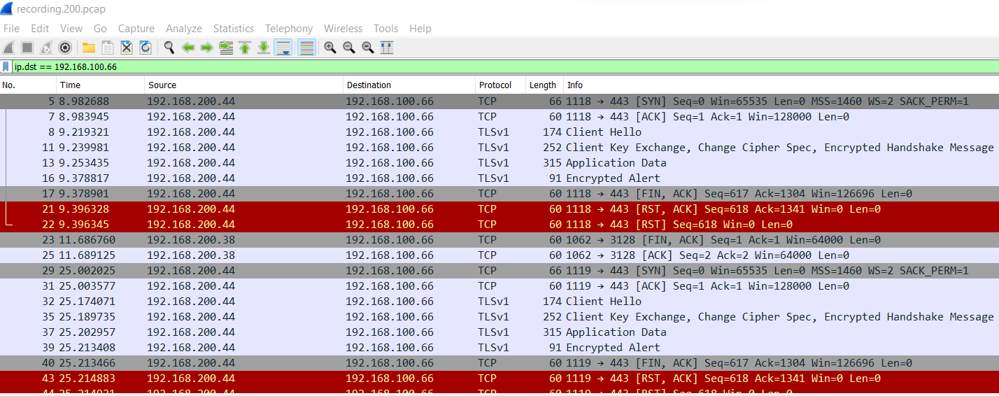 recording.200.pcap
File Edit View Go Capture Analyze Statistics Telephony Wireless Tools Help
ip.dst == 192.168.100.66
No. Time Source Destination Protocol Length Info
5 8.982688 192.168.200.44 192.168.100.66 TCP 66 1118 → 443 [SYN] Seq=0 Win=65535 Len=0 MSS=1460 WS=2 SACK_PERM=1
7 8.983945 192.168.200.44 192.168.100.66 TCP 60 1118 → 443 [ACK] Seq=1 Ack=1 Win=128000 Len=0
8 9.219321 192.168.200.44 192.168.100.66 TLSv1 174 Client Hello
11 9.239981 192.168.200.44 192.168.100.66 TLSv1 252 Client Key Exchange, Change Cipher Spec, Encrypted Handshake Message
13 9.253435 192.168.200.44 192.168.100.66 TLSv1 315 Application Data
16 9.378817 192.168.200.44 192.168.100.66 TLSv1 91 Encrypted Alert
17 9.378901 192.168.200.44 192.168.100.66 TCP 60 1118 → 443 [FIN, ACK] Seq=617 Ack=1304 Win=126696 Len=0
21 9.396328 192.168.200.44 192.168.100.66 TCP 60 1118 → 443 [RST, ACK] Seq=618 Ack=1341 Win=0 Len=0
22 9.396345 192.168.200.44 192.168.100.66 TCP 60 1118 → 443 [RST] Seq=618 Win=0 Len=0
23 11.686760 192.168.200.38 192.168.100.66 TCP 60 1062 → 3128 [FIN, ACK] Seq=1 Ack=1 Win=64000 Len=0
25 11.689125 192.168.200.38 192.168.100.66 TCP 60 1062 → 3128 [ACK] Seq=2 Ack=2 Win=64000 Len=0
29 25.002025 192.168.200.44 192.168.100.66 TCP 66 1119 → 443 [SYN] Seq=0 Win=65535 Len=0 MSS=1460 WS=2 SACK_PERM=1
31 25.003577 192.168.200.44 192.168.100.66 TCP 60 1119 → 443 [ACK] Seq=1 Ack=1 Win=128000 Len=0
32 25.174071 192.168.200.44 192.168.100.66 TLSv1 174 Client Hello
35 25.189735 192.168.200.44 192.168.100.66 TLSv1 252 Client Key Exchange, Change Cipher Spec, Encrypted Handshake Message
37 25.202957 192.168.200.44 192.168.100.66 TLSv1 315 Application Data
39 25.213408 192.168.200.44 192.168.100.66 TLSv1 91 Encrypted Alert
40 25.213466 192.168.200.44 192.168.100.66 TCP 60 1119 → 443 [FIN, ACK] Seq=617 Ack=1304 Win=126696 Len=0
43 25.214883 192.168.200.44 192.168.100.66 TCP 60 1119 → 443 [RST, ACK] Seq=618 Ack=1341 Win=0 Len=0